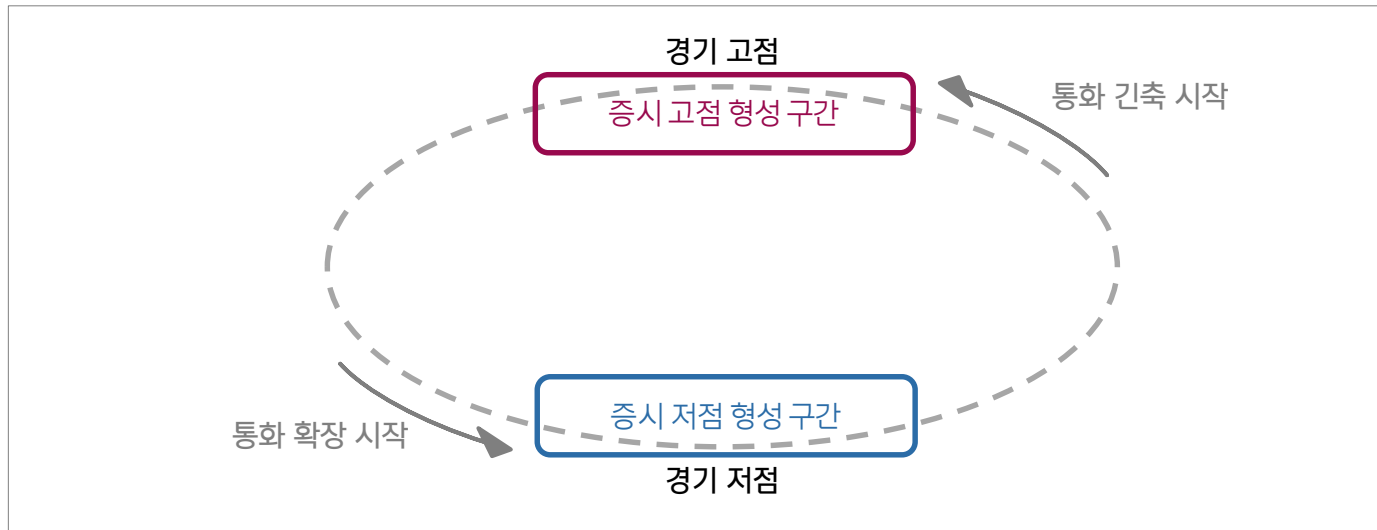 경기 고점
증시 고점 형성 구간
통화 긴축 시작
증시 저점 형성 구간
통화 확장 시작
경기 저점